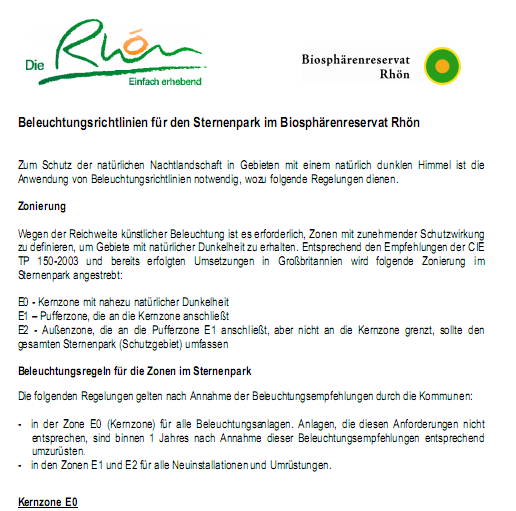 Die Rhön
Einfach erhebend
Biosphärenreservat
Rhön
Beleuchtungsrichtlinien für den Sternenpark im Biosphärenreservat Rhön
Zum Schutz der natürlichen Nachtlandschaft in Gebieten mit einem natürlich dunklen Himmel ist die
Anwendung von Beleuchtungsrichtlinien notwendig, wozu folgende Regelungen dienen.
Zonierung
Wegen der Reichweite künstlicher Beleuchtung ist es erforderlich, Zonen mit zunehmender Schutzwirkung
zu definieren, um Gebiete mit natürlicher Dunkelheit zu erhalten. Entsprechend den Empfehlungen der CIE
TP 150-2003 und bereits erfolgten Umsetzungen in Großbritannien wird folgende Zonierung im
Sternenpark angestrebt:
E0 - Kernzone mit nahezu natürlicher Dunkelheit
E1 – Pufferzone, die an die Kernzone anschließt
E2 - Außenzone, die an die Pufferzone E1 anschließt, aber nicht an die Kernzone grenzt, sollte den
gesamten Sternenpark (Schutzgebiet) umfassen
Beleuchtungsregeln für die Zonen im Sternenpark
Die folgenden Regelungen gelten nach Annahme der Beleuchtungsempfehlungen durch die Kommunen:
- in der Zone E0 (Kernzone) für alle Beleuchtungsanlagen. Anlagen, die diesen Anforderungen nicht
entsprechen, sind binnen 1 Jahres nach Annahme dieser Beleuchtungsempfehlungen entsprechend
umzurüsten.
- in den Zonen E1 und E2 für alle Neuinstallationen und Umrüstungen.
Kernzone E0